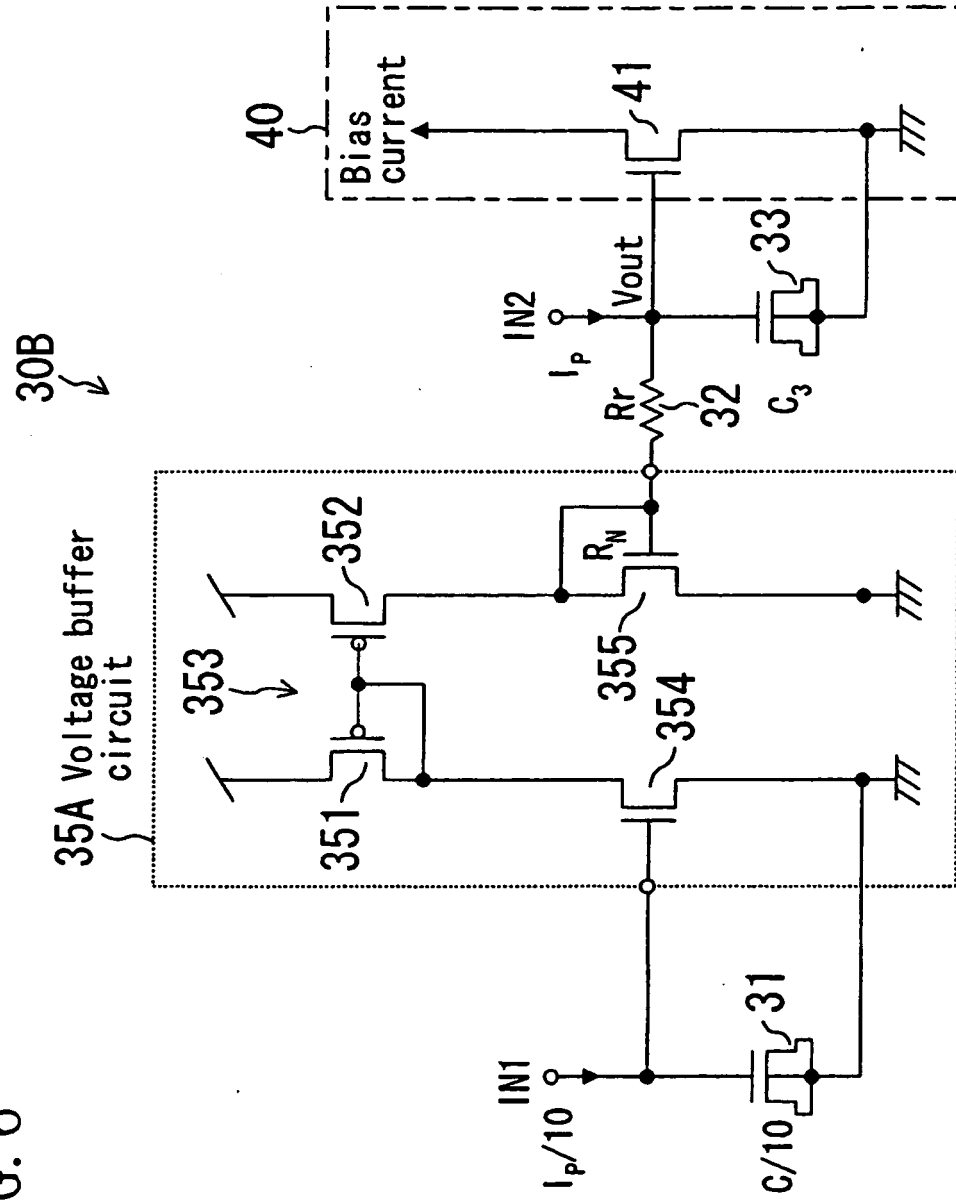 G. 6
30B
35A Voltage buffer
circuit
353
351
352
354
355
R_N
IN1
I_P/10
C/10
31
Rr
32
IN2
I_P
Vout
C_3
33
40
Bias
current
41